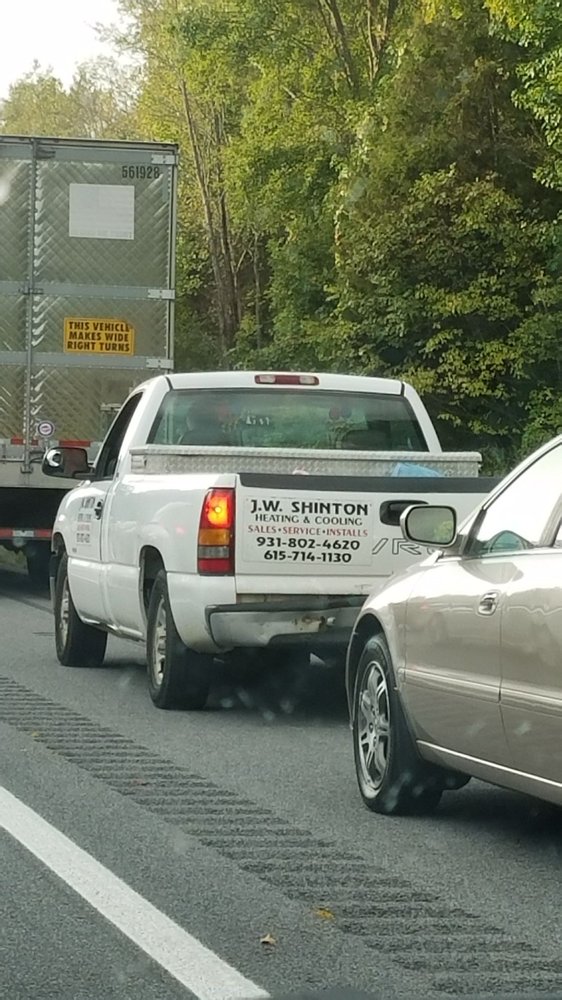 561928
THIS VEHICLE
MAKES WIDE
RIGHT TURNS
J.W. SHINTON
HEATING & COOLING
SALES•SERVICE•INSTALLS
931-802-4620
615-714-1130